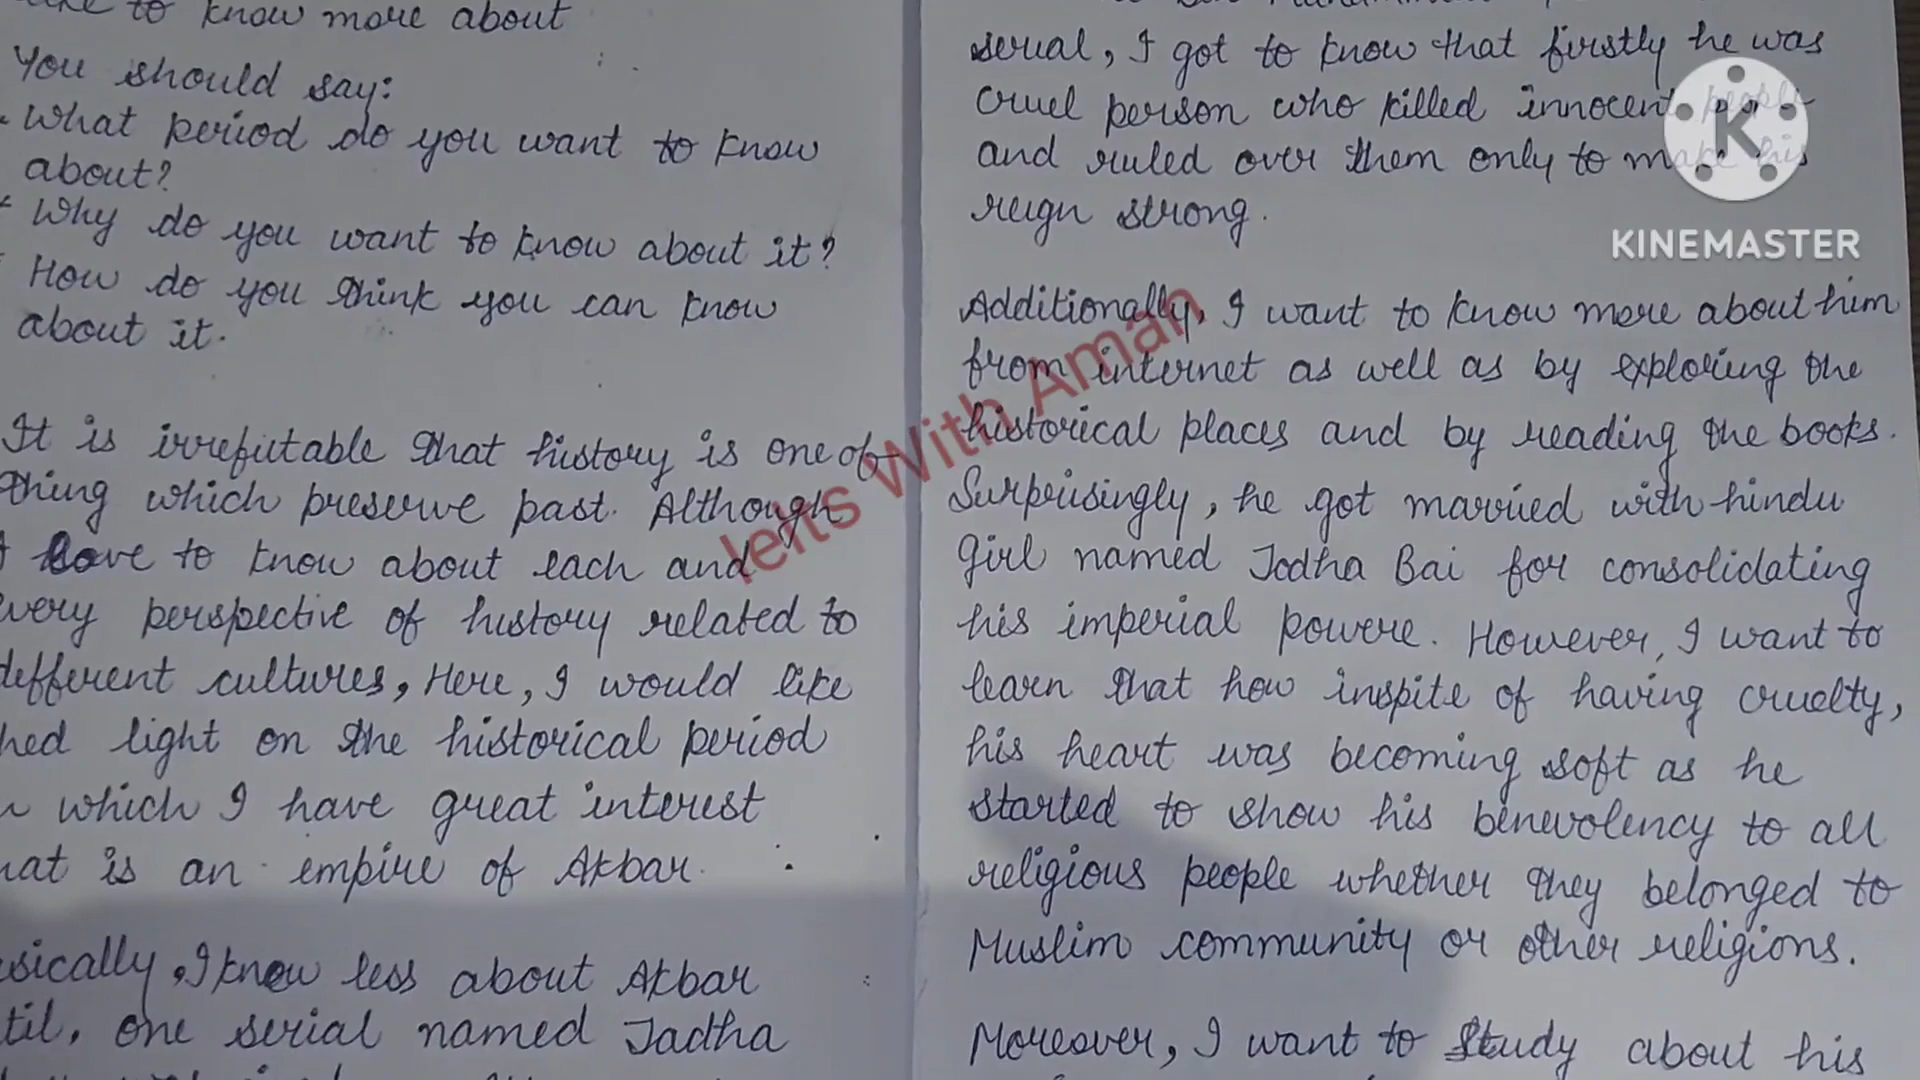 to know more about
You should say:
What period do you want to know
about?
Why do you want to know about it?
How do you think you can know
about it.
It is irrefutable that history is one of
thing which preserve past. Although
I Love to know about each and
every perspective of history related to
defferent cultures, Here, I would like
light on the historical period
which I have great interest
is an empire of Akbar.
, I know less about Akbar
one serial named Jadha
serial, I got to know that firstly he was
cruel person who killed innocent people
and ruled over them only to make his
reign strong.
Additionally, I want to know more about him
from internet as well as by exploring the
historical places and by reading the books.
Surprisingly, he got married with hindu
girl named Jodha Bai for consolidating
his imperial powere. However, I want to
learn that how inspite of having cruelty,
his heart was becoming soft as he
started to show his benevolency to all
religious people whether they belonged to
Muslim community or other religions.
Moreover, I want to study about his
Ielts With Aman
K
KINEMASTER